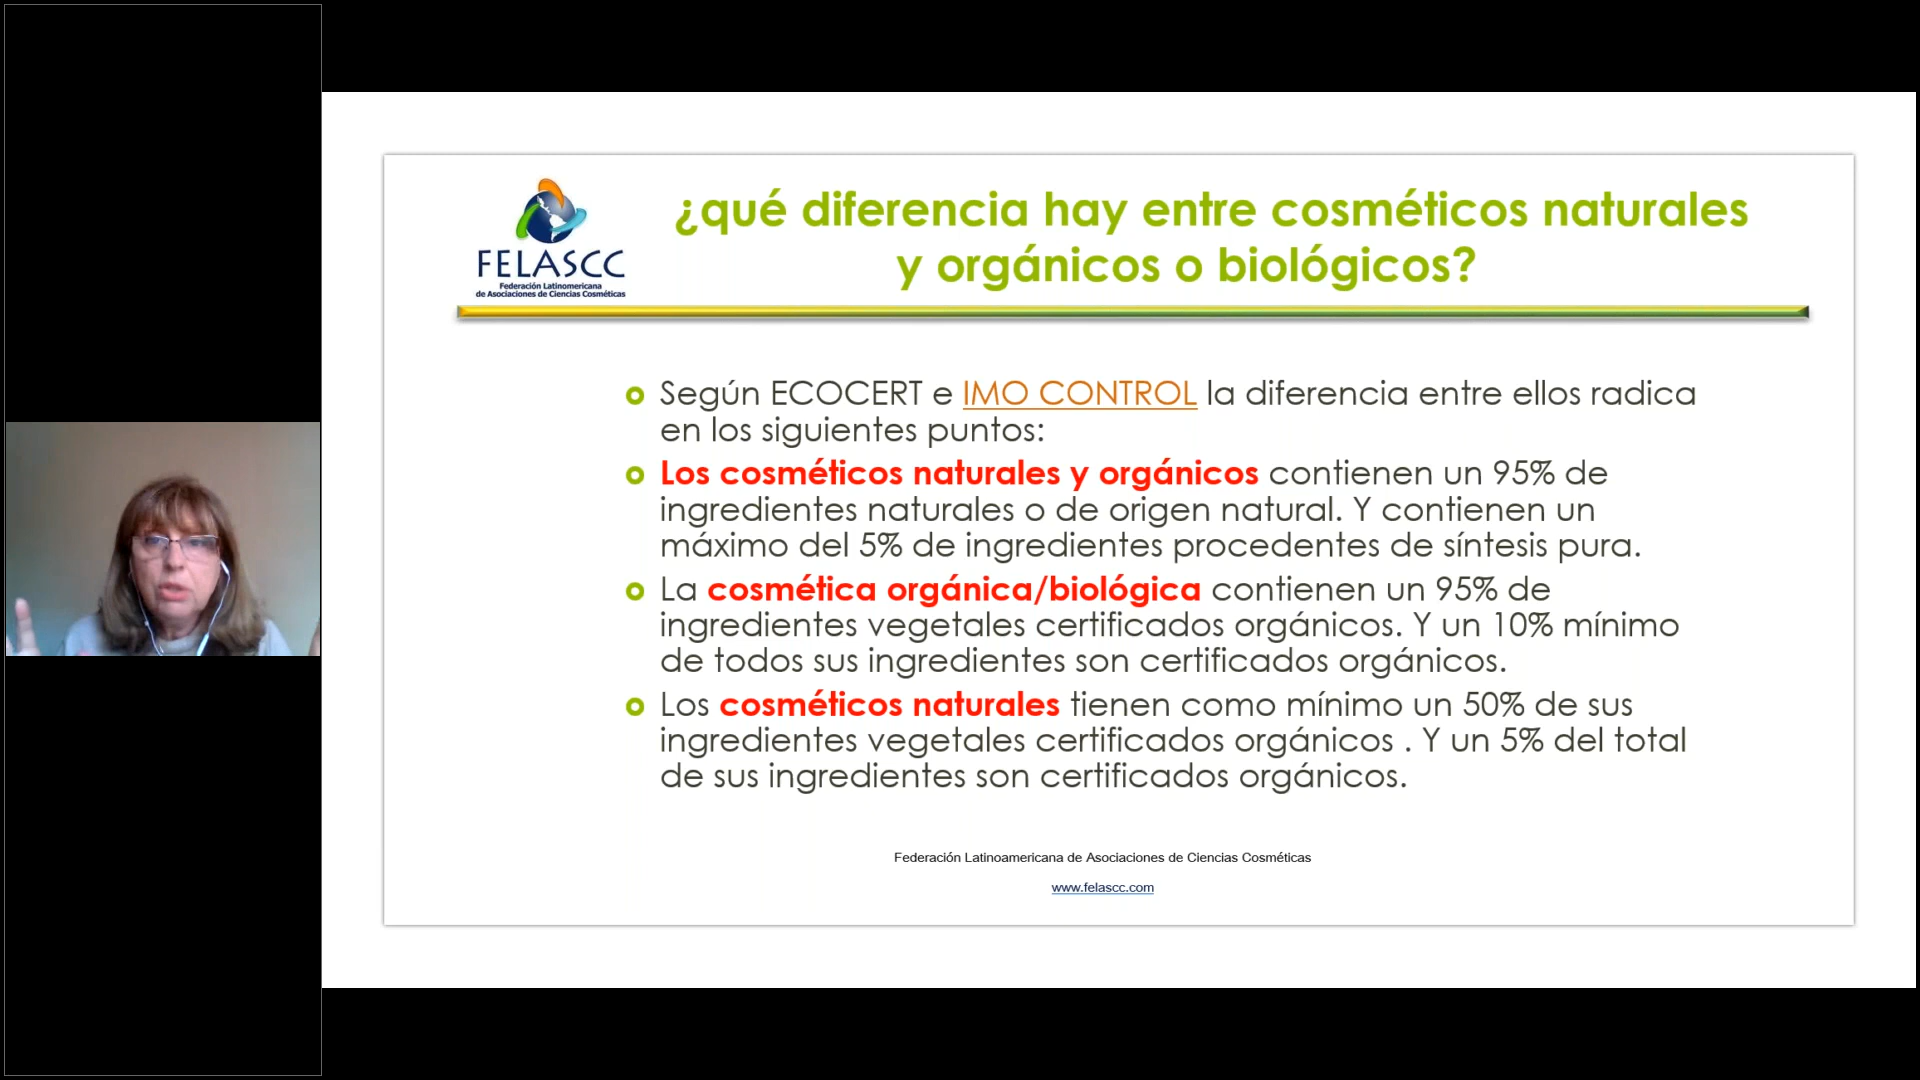 FELASCC
Federación Latinomericana
de Asociaciones de Ciencias Cosméticas
¿qué diferencia hay entre cosméticos naturales
y orgánicos o biológicos?
Según ECOCERT e IMO CONTROL la diferencia entre ellos radica
en los siguientes puntos:
Los cosméticos naturales y orgánicos contienen un 95% de
ingredientes naturales o de origen natural. Y contienen un
máximo del 5% de ingredientes procedentes de síntesis pura.
La cosmética orgánica/biológica contienen un 95% de
ingredientes vegetales certificados orgánicos. Y un 10% mínimo
de todos sus ingredientes son certificados orgánicos.
Los cosméticos naturales tienen como mínimo un 50% de sus
ingredientes vegetales certificados orgánicos . Y un 5% del total
de sus ingredientes son certificados orgánicos.
Federación Latinoamericana de Asociaciones de Ciencias Cosméticas
www.felascc.com